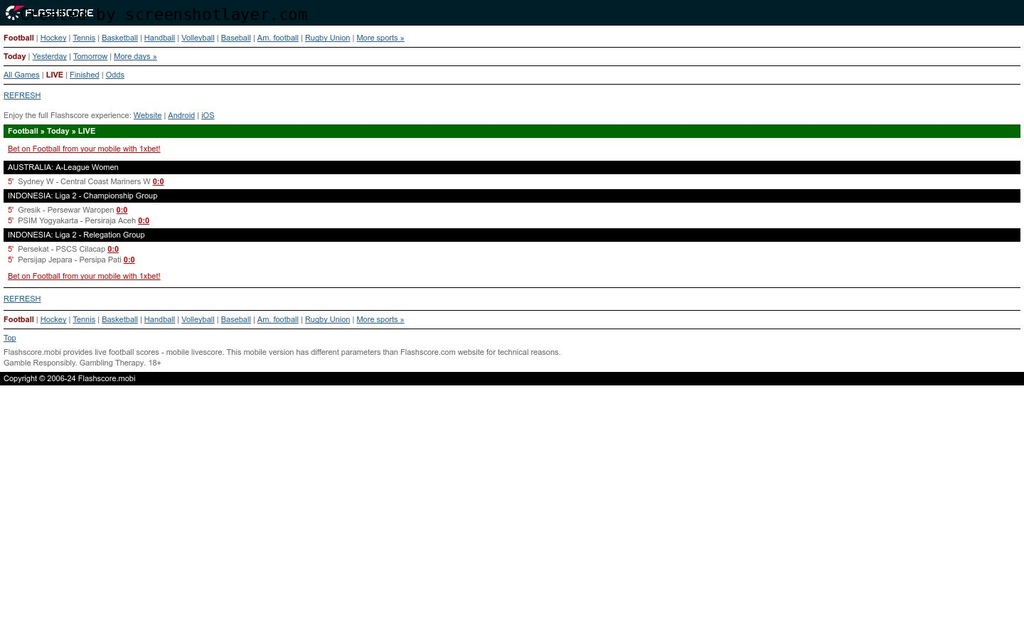 FLASHSCORE
by screenshotlayer.com
Football | Hockey | Tennis | Basketball | Handball | Volleyball | Baseball | Am. football | Rugby Union | More sports »
Today | Yesterday | Tomorrow | More days »
All Games | LIVE | Finished | Odds
REFRESH
Enjoy the full Flashscore experience: Website | Android | iOS
Football » Today » LIVE
Bet on Football from your mobile with 1xbet!
AUSTRALIA: A-League Women
5' Sydney W - Central Coast Mariners W 0:0
INDONESIA: Liga 2 - Championship Group
5' Gresik - Persewar Waropen 0:0
5' PSIM Yogyakarta - Persiraja Aceh 0:0
INDONESIA: Liga 2 - Relegation Group
5' Persekat - PSCS Cilacap 0:0
5' Persijap Jepara - Persipa Pati 0:0
Bet on Football from your mobile with 1xbet!
REFRESH
Football | Hockey | Tennis | Basketball | Handball | Volleyball | Baseball | Am. football | Rugby Union | More sports »
Top
Flashscore.mobi provides live football scores - mobile livescore. This mobile version has different parameters than Flashscore.com website for technical reasons.
Gamble Responsibly. Gambling Therapy. 18+
Copyright © 2006-24 Flashscore.mobi